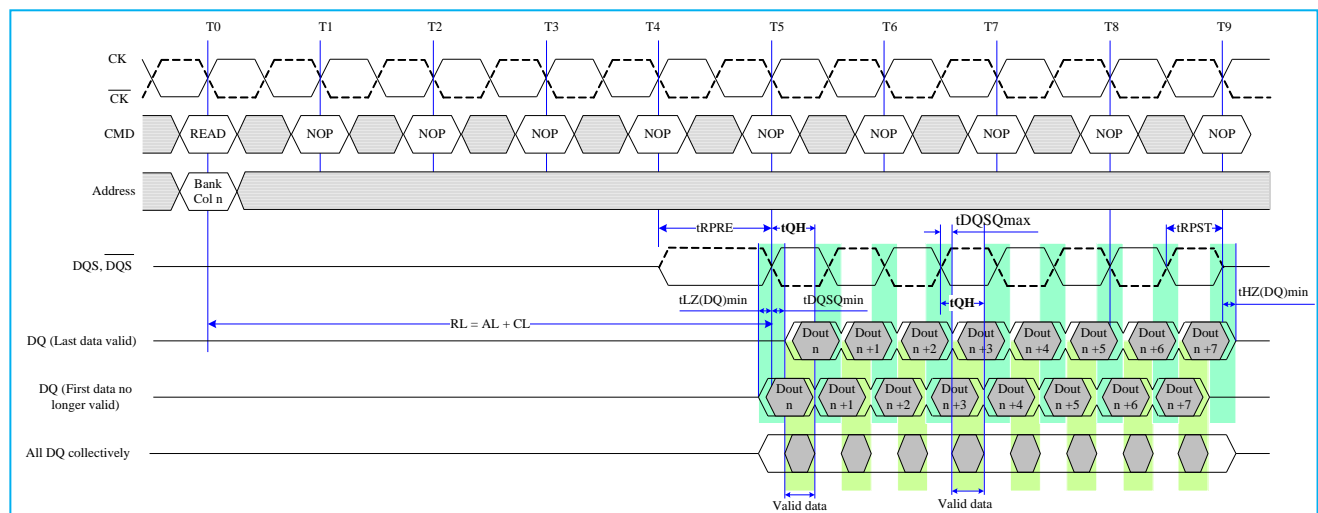 T0 T1 T2 T3 T4 T5 T6 T7 T8 T9
CK
CK
CMD READ NOP NOP NOP NOP NOP NOP NOP NOP NOP
Address Bank
Col n
tRPRE tQH tDQSQmax tRPST
DQS, DQS
tLZ(DQ)min tDQSQmin tQH tHZ(DQ)min
RL = AL + CL
DQ (Last data valid) Dout Dout Dout Dout Dout Dout Dout Dout
n n +1 n +2 n +3 n +4 n +5 n +6 n +7
DQ (First data no
longer valid)
Dout Dout Dout Dout Dout Dout Dout Dout
n n +1 n +2 n +3 n +4 n +5 n +6 n +7
All DQ collectively
Valid data Valid data